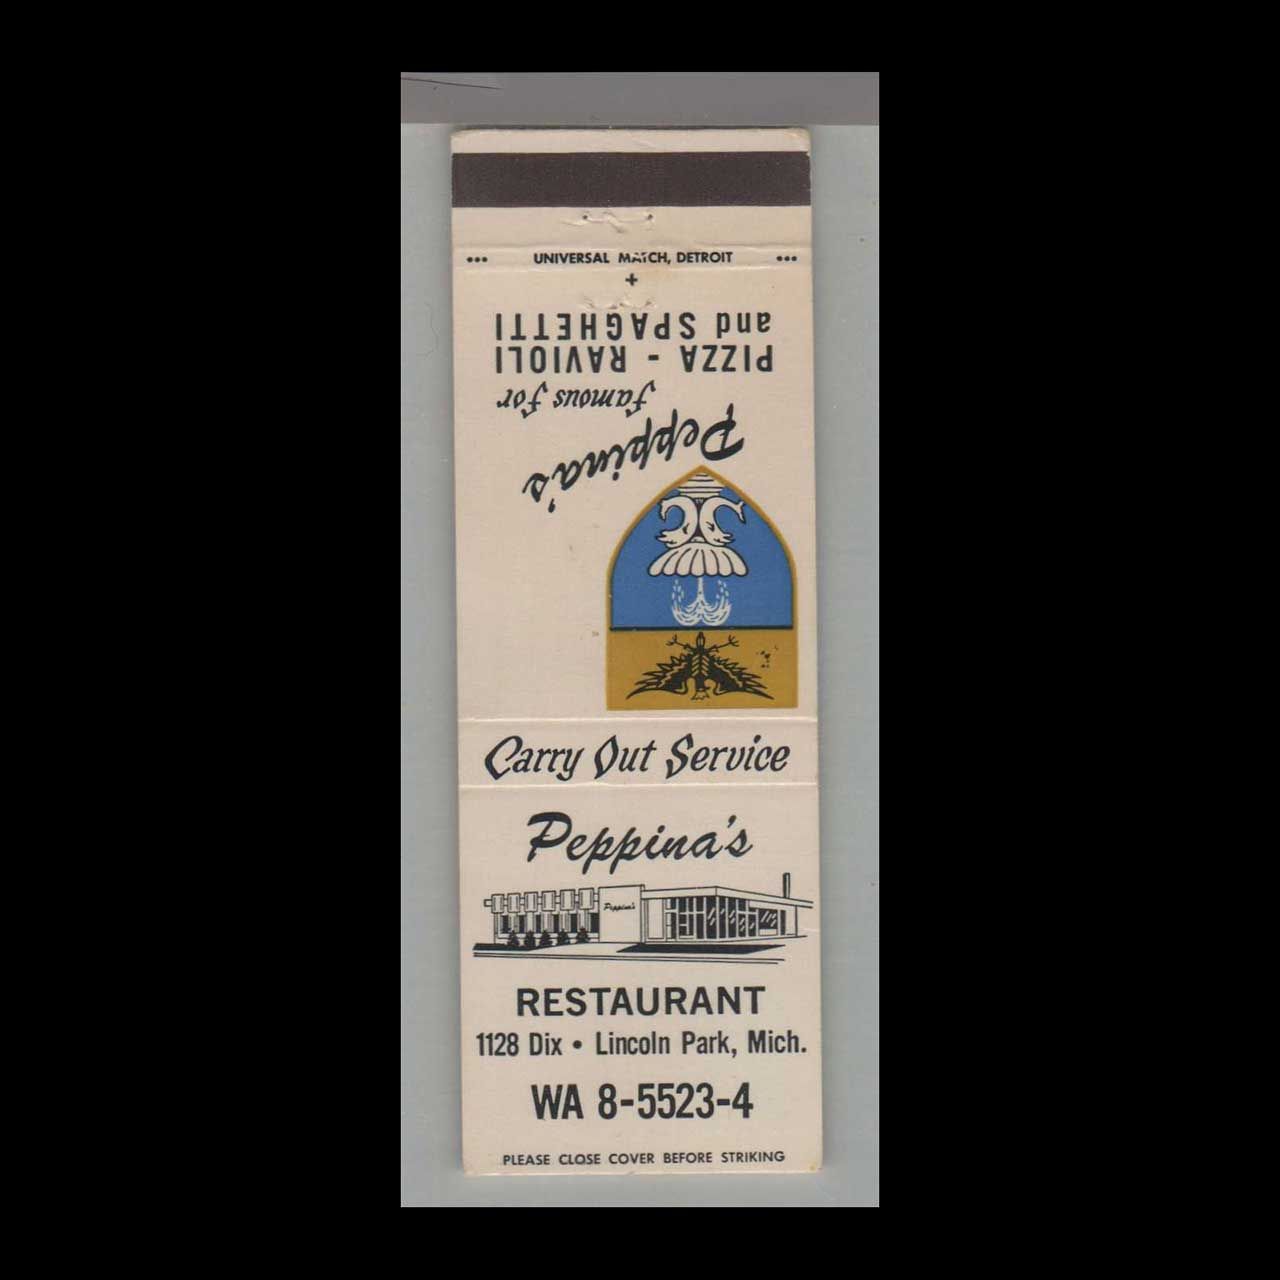 ••• UNIVERSAL MATCH, DETROIT •••
+
Peppina's
famous for
PIZZA - RAVIOLI
and SPAGHETTI
Carry Out Service
Peppina's
Peppina's
RESTAURANT
1128 Dix • Lincoln Park, Mich.
WA 8-5523-4
PLEASE CLOSE COVER BEFORE STRIKING